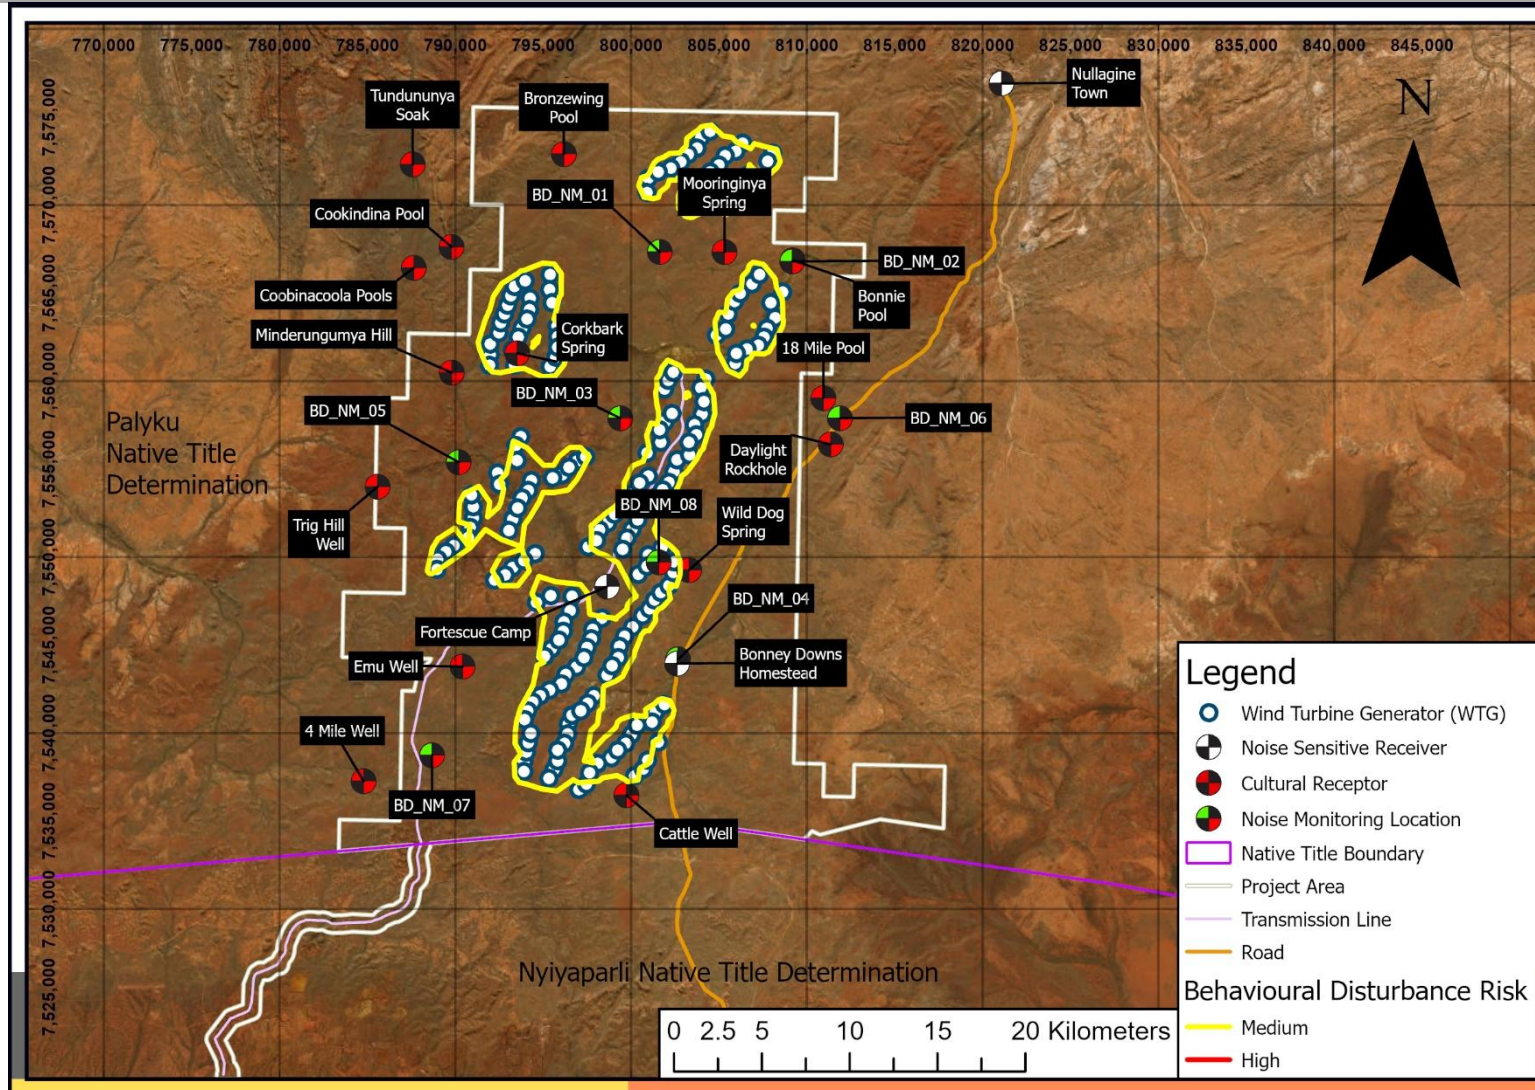 770,000
775,000
780,000
785,000
790,000
795,000
800,000
805,000
810,000
815,000
820,000
825,000
830,000
835,000
840,000
845,000
7,575,000
7,570,000
7,565,000
7,560,000
7,555,000
7,550,000
7,545,000
7,540,000
7,535,000
7,530,000
7,525,000
N
Nullagine
Town
Tundununya
Soak
Bronzewing
Pool
BD_NM_01
Mooringinya
Spring
Cookindina Pool
BD_NM_02
Coobinacoola Pools
Bonnie
Pool
Minderungumya Hill
Corkbark
Spring
18 Mile Pool
BD_NM_03
BD_NM_05
BD_NM_06
Palyku
Native Title
Determination
Daylight
Rockhole
BD_NM_08
Wild Dog
Spring
Trig Hill
Well
BD_NM_04
Fortescue Camp
Emu Well
Bonney Downs
Homestead
4 Mile Well
BD_NM_07
Cattle Well
Nyiyaparli Native Title Determination
0 2.5 5 10 15 20 Kilometers
Legend
Wind Turbine Generator (WTG)
Noise Sensitive Receiver
Cultural Receptor
Noise Monitoring Location
Native Title Boundary
Project Area
Transmission Line
Road
Behavioural Disturbance Risk
Medium
High